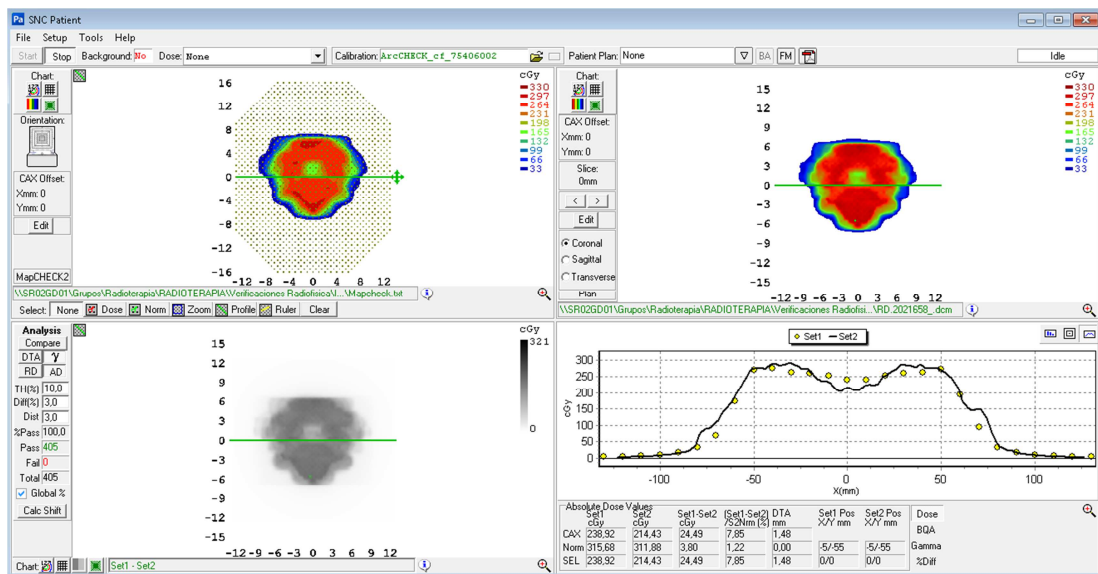 SNC Patient
File Setup Tools Help
Start Stop Background: No Dose: None Calibration: ArcCHECK_cf_75406002 Patient Plan: None BA FM Idle
Chart:
Orientation:
CAX Offset:
Xmm: 0
Ymm: 0
Edit
MapCHECK2
16
12
8
4
0
-4
-8
-12
-16
-12 -8 -4 0 4 8 12
cGy
330
297
264
231
198
165
132
99
66
33
\\SR02GD01\Grupos\Radioterapia\RADIOTERAPIA\Verificaciones Radiofisica\I...\Mapcheck.txt
Select: None Dose Norm Zoom Profile Ruler Clear
Chart:
CAX Offset:
Xmm: 0
Ymm: 0
Slice:
0mm
< >
Edit
Coronal
Sagittal
Transverse
Plan
15
12
9
6
3
0
-3
-6
-9
-12
-15
-12 -9 -6 -3 0 3 6 9 12
cGy
330
297
264
231
198
165
132
99
66
33
\\SR02GD01\Grupos\Radioterapia\RADIOTERAPIA\Verificaciones Radiofisi...\RD.2021658_.dcm
Analysis
Compare
DTA γ
RD AD
TH(%) 10,0
Diff(%) 3,0
Dist 3,0
%Pass 100,0
Pass 405
Fail 0
Total 405
Global %
Calc Shift
15
12
9
6
3
0
-3
-6
-9
-12
-15
-12 -9 -6 -3 0 3 6 9 12
cGy
321
0
Chart: Set1 - Set2
Set1 Set2
cGy
300
250
200
150
100
50
0
-100 -50 0 50 100
X(mm)
Absolute Dose Values
Set1 Set2 Set1-Set2 (Set1-Set2) DTA Set1 Pos Set2 Pos
cGy cGy cGy /S2Nrm (%) mm X/Y mm X/Y mm
CAX 238,92 214,43 24,49 7,85 1,48
Norm 315,68 311,88 3,80 1,22 0,00 -5/-55 -5/-55
SEL 238,92 214,43 24,49 7,85 1,48 0/0 0/0
Dose
BQA
Gamma
%Diff